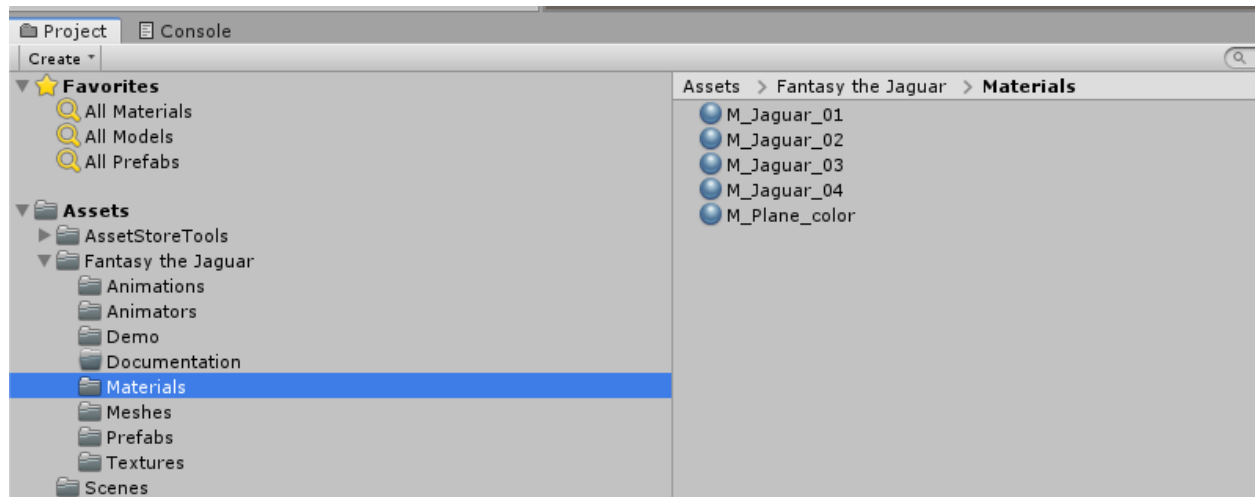 Project Console
Create
Favorites
All Materials
All Models
All Prefabs
Assets
AssetStoreTools
Fantasy the Jaguar
Animations
Animators
Demo
Documentation
Materials
Meshes
Prefabs
Textures
Scenes
Assets > Fantasy the Jaguar > Materials
M_Jaguar_01
M_Jaguar_02
M_Jaguar_03
M_Jaguar_04
M_Plane_color